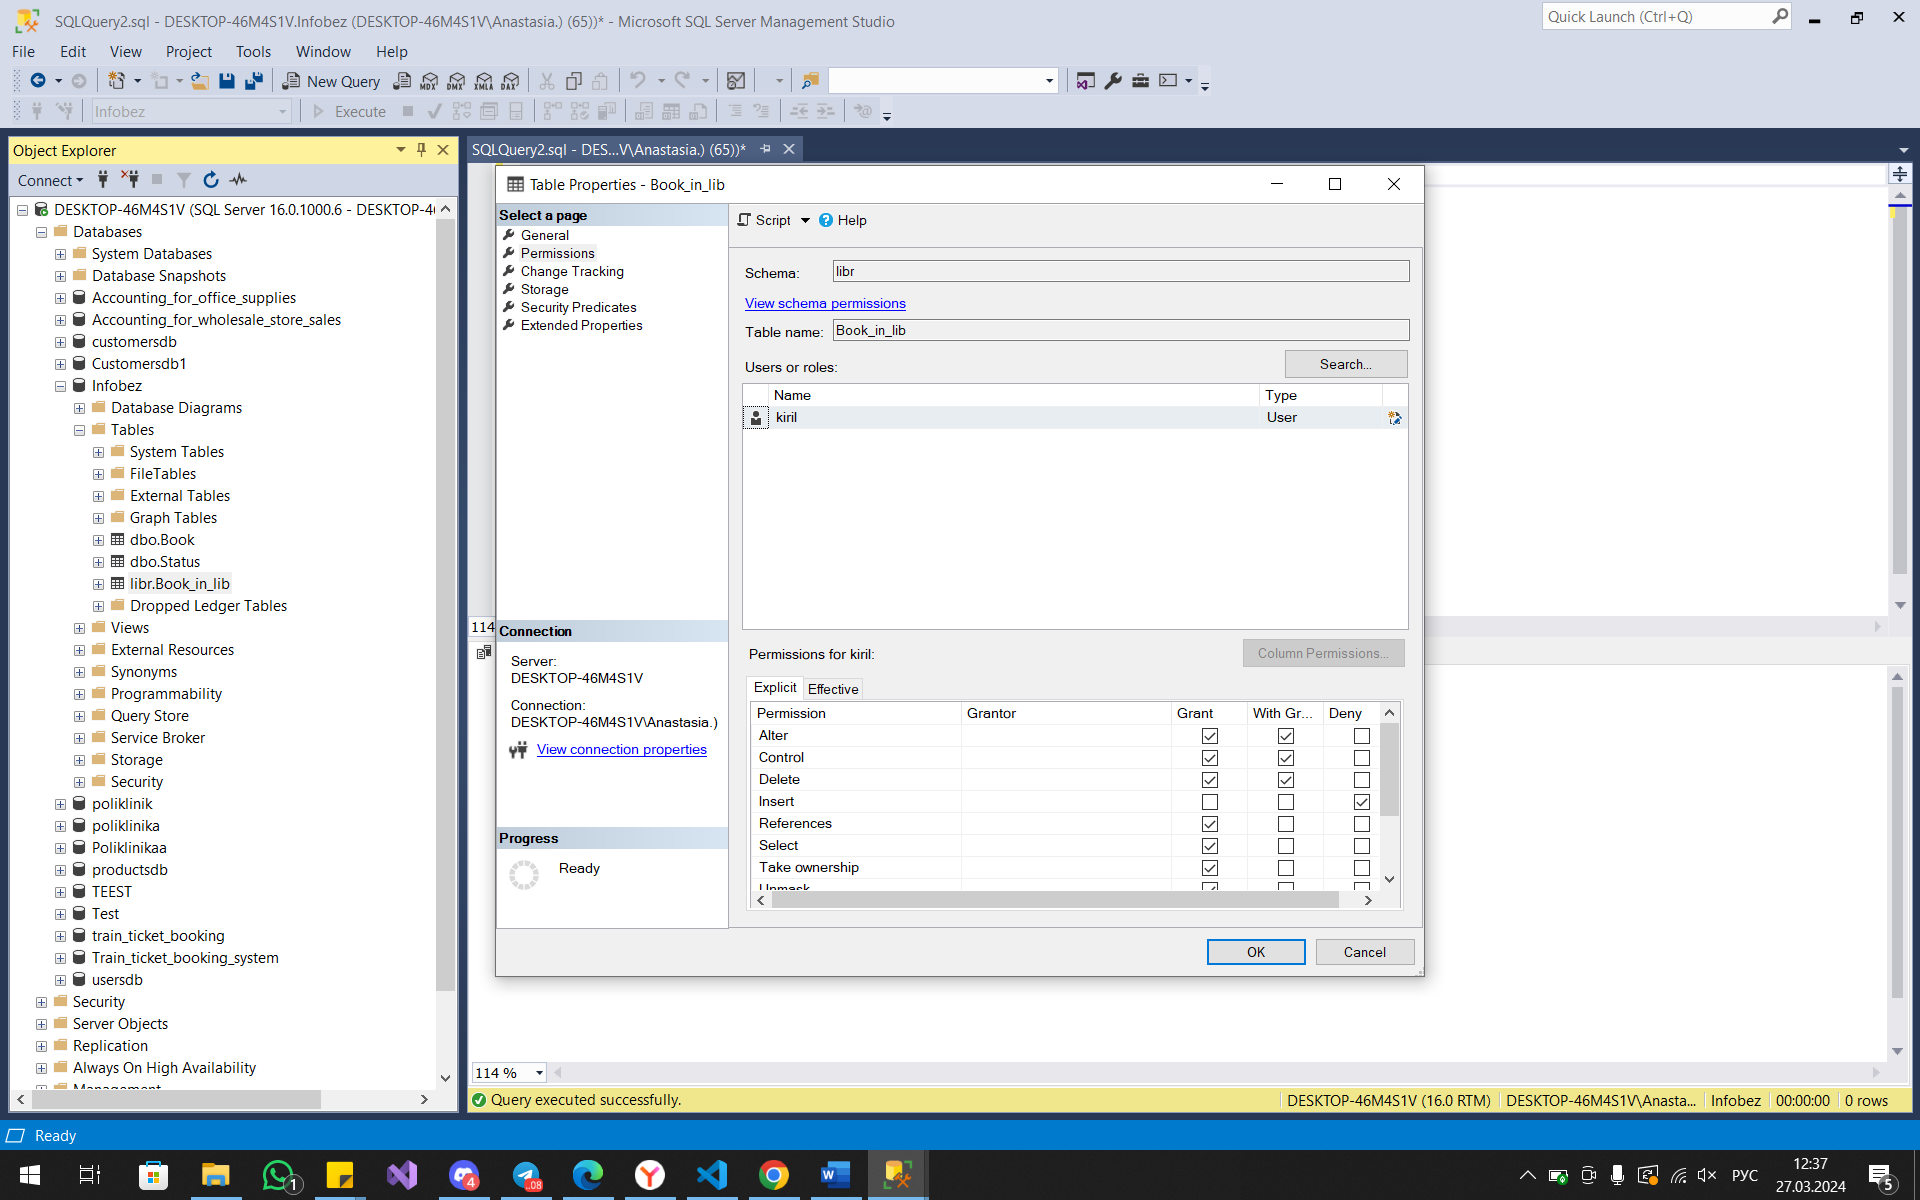 SQLQuery2.sql - DESKTOP-46M4S1V.Infobez (DESKTOP-46M4S1V\Anastasia.) (65))* - Microsoft SQL Server Management Studio
Quick Launch (Ctrl+Q)
File Edit View Project Tools Window Help
New Query MDX DMX XMLA DAX
Infobez Execute
Object Explorer
Connect
DESKTOP-46M4S1V (SQL Server 16.0.1000.6 - DESKTOP-4
Databases
System Databases
Database Snapshots
Accounting_for_office_supplies
Accounting_for_wholesale_store_sales
customersdb
Customersdb1
Infobez
Database Diagrams
Tables
System Tables
FileTables
External Tables
Graph Tables
dbo.Book
dbo.Status
libr.Book_in_lib
Dropped Ledger Tables
Views
External Resources
Synonyms
Programmability
Query Store
Service Broker
Storage
Security
poliklinik
poliklinika
Poliklinikaa
productsdb
TEEST
Test
train_ticket_booking
Train_ticket_booking_system
usersdb
Security
Server Objects
Replication
Always On High Availability
Management
SQLQuery2.sql - DES...V\Anastasia.) (65))*
114
Table Properties - Book_in_lib
Select a page
General
Permissions
Change Tracking
Storage
Security Predicates
Extended Properties
Connection
Server:
DESKTOP-46M4S1V
Connection:
DESKTOP-46M4S1V\Anastasia.)
View connection properties
Progress
Ready
Script Help
Schema: libr
View schema permissions
Table name: Book_in_lib
Users or roles: Search...
Name Type
kiril User
Permissions for kiril: Column Permissions...
Explicit Effective
Permission Grantor Grant With Gr... Deny
Alter
Control
Delete
Insert
References
Select
Take ownership
Unmask
OK Cancel
114 %
Query executed successfully. DESKTOP-46M4S1V (16.0 RTM) DESKTOP-46M4S1V\Anasta... Infobez 00:00:00 0 rows
Ready
1
4
.08
РУС
12:37
27.03.2024
5